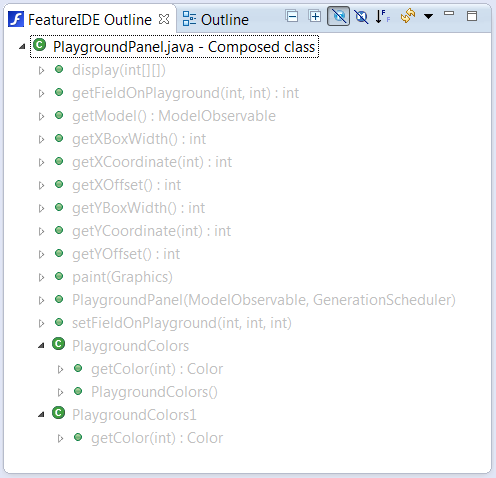 FeatureIDE Outline
Outline
PlaygroundPanel.java - Composed class
display(int[][])
getFieldOnPlayground(int, int) : int
getModel() : ModelObservable
getXBoxWidth() : int
getXCoordinate(int) : int
getXOffset() : int
getYBoxWidth() : int
getYCoordinate(int) : int
getYOffset() : int
paint(Graphics)
PlaygroundPanel(ModelObservable, GenerationScheduler)
setFieldOnPlayground(int, int, int)
PlaygroundColors
getColor(int) : Color
PlaygroundColors()
PlaygroundColors1
getColor(int) : Color